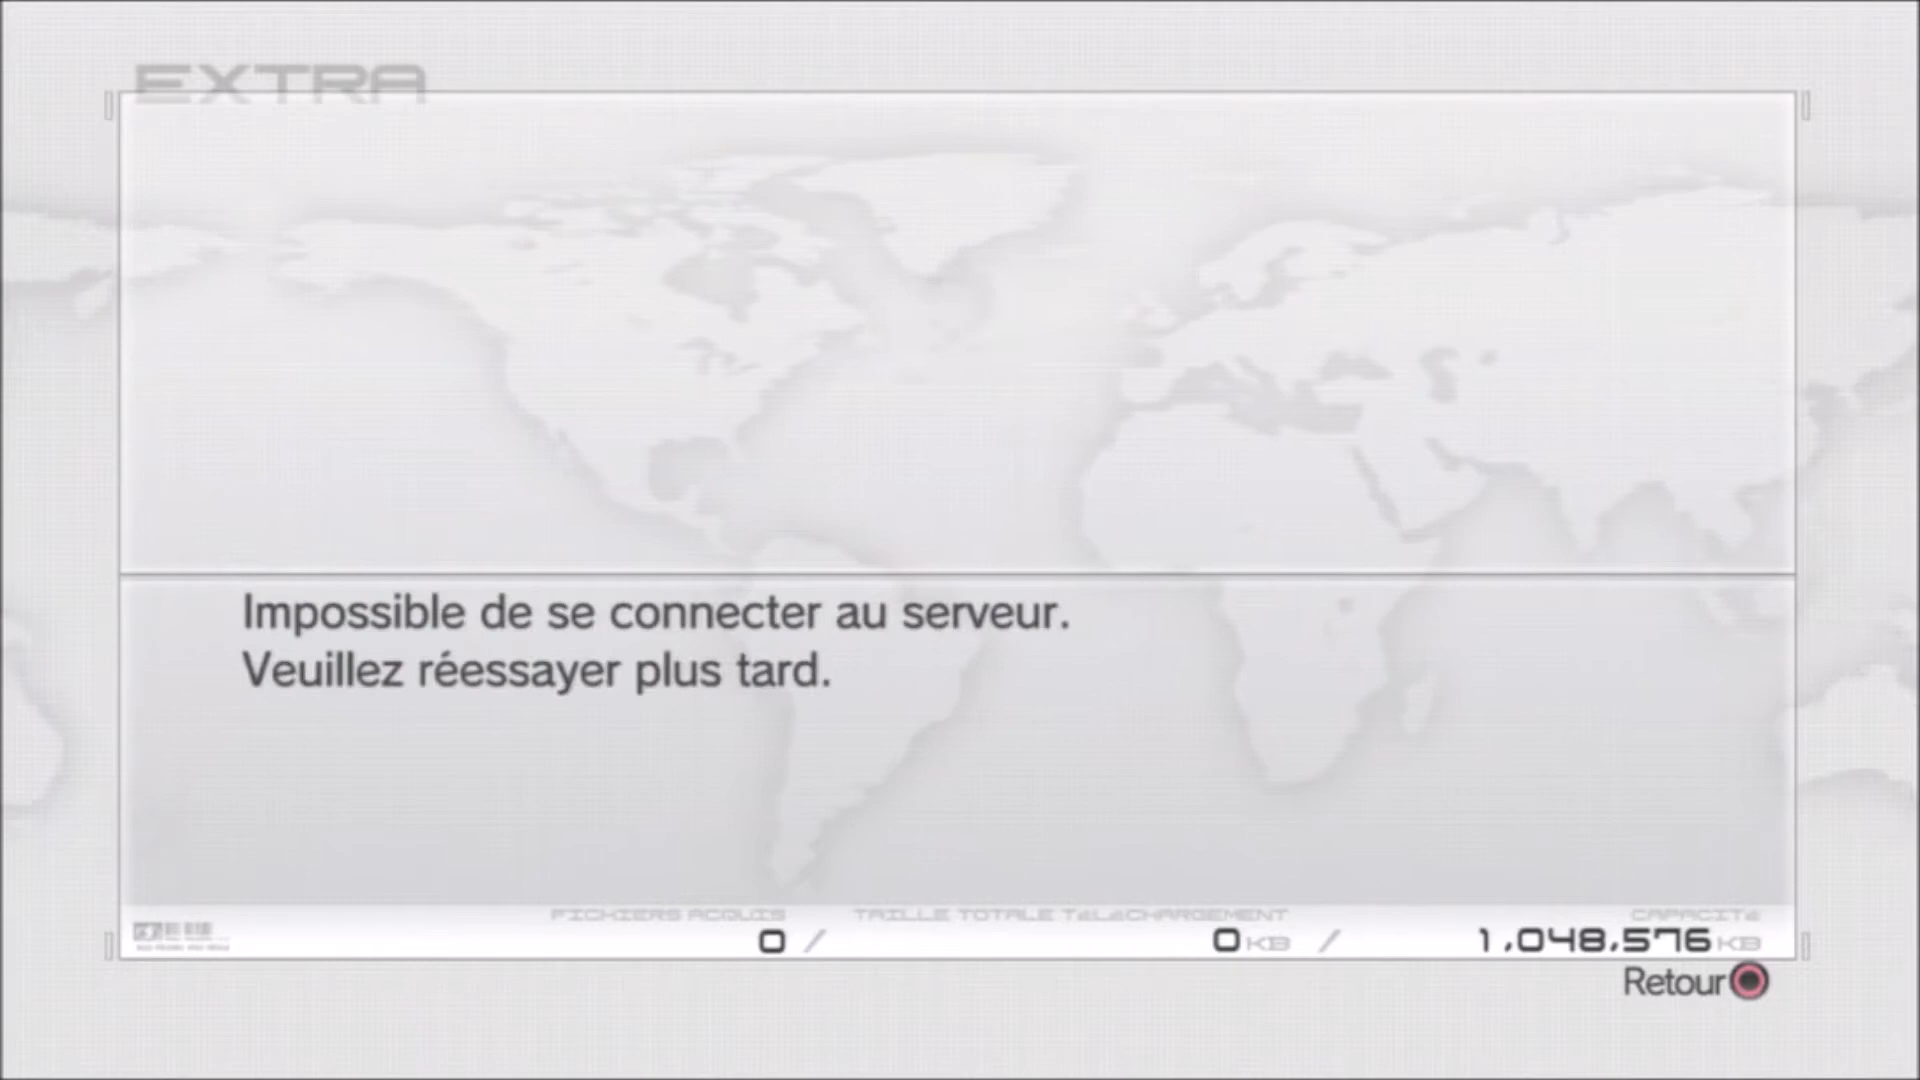 EXTRA
Impossible de se connecter au serveur.
Veuillez réessayer plus tard.
FICHIERS ACQUIS
0 /
TAILLE TOTALE TéLéCHARGEMENT
0 KB /
CAPACITé
1,048,576 KB
Retour